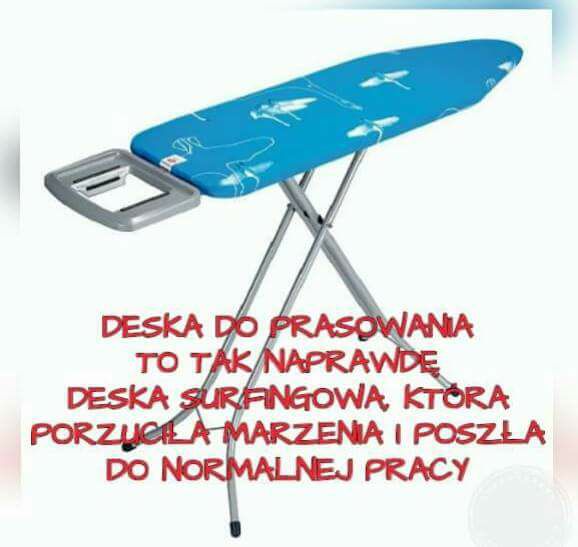 DESKA DO PRASOWANIA
TO TAK NAPRAWDĘ
DESKA SURFINGOWA, KTÓRA
PORZUCIŁA MARZENIA I POSZŁA
DO NORMALNEJ PRACY